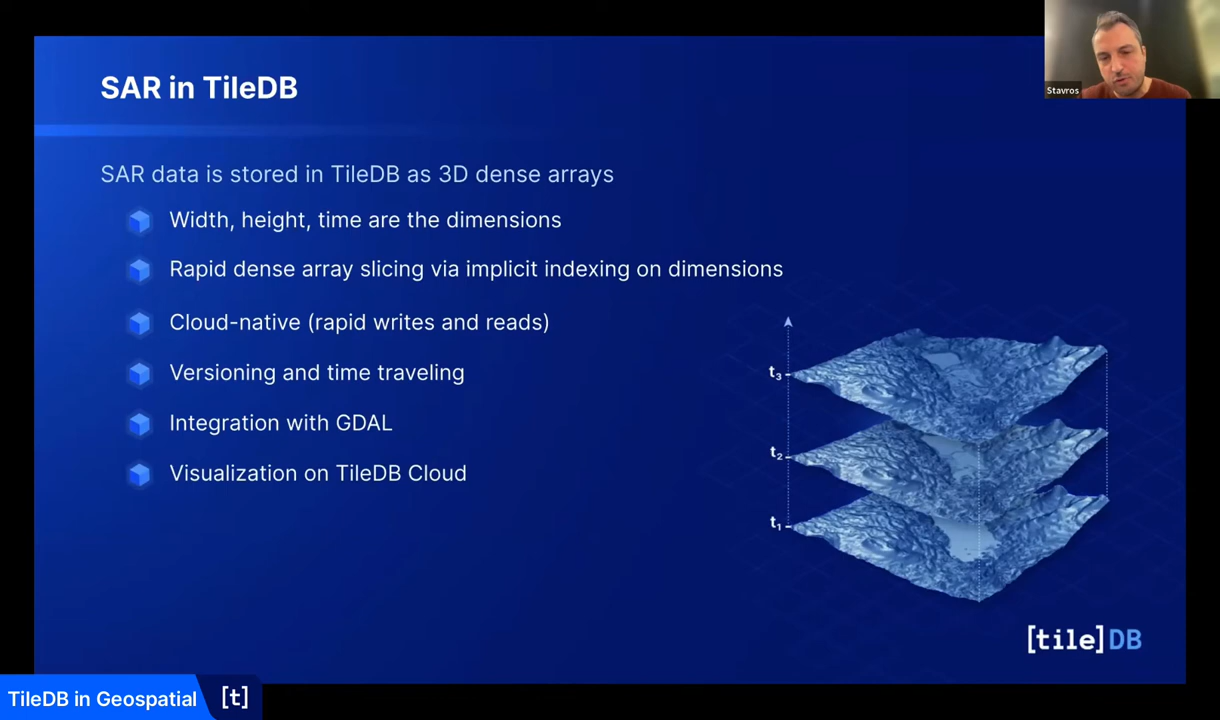 SAR in TileDB
Stavros
SAR data is stored in TileDB as 3D dense arrays
Width, height, time are the dimensions
Rapid dense array slicing via implicit indexing on dimensions
Cloud-native (rapid writes and reads)
Versioning and time traveling
Integration with GDAL
Visualization on TileDB Cloud
t3
t2
t1
[tile]DB
TileDB in Geospatial
[t]